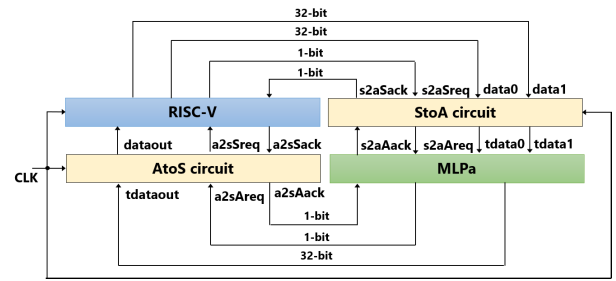 32-bit
32-bit
1-bit
1-bit
s2aSack s2aSreq data0 data1
RISC-V
StoA circuit
dataout a2sSreq a2sSack
s2aAack s2aAreq tdata0 tdata1
CLK
AtoS circuit
MLPa
tdataout a2sAreq a2sAack
1-bit
1-bit
32-bit